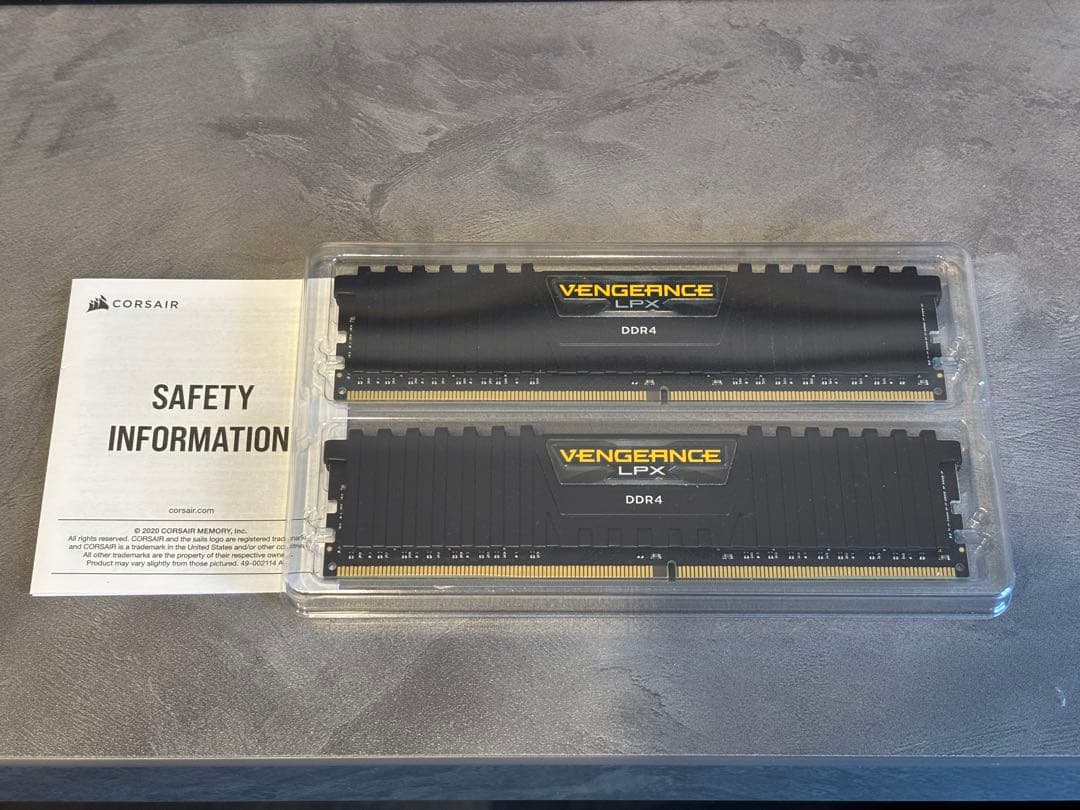 CORSAIR
SAFETY
INFORMATION
corsair.com
© 2020 CORSAIR MEMORY, Inc.
All rights reserved. CORSAIR and the sails logo are registered
and CORSAIR is a trademark in the United States and/or other
All other trademarks are the property of their respective
Product may vary slightly from those pictured. 49-002114
VENGEANCE
LPX
DDR4
VENGEANCE
LPX
DDR4